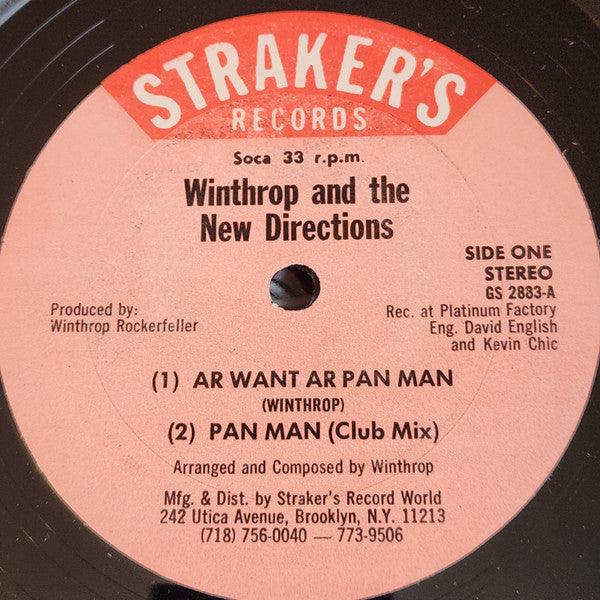 STRAKER'S
RECORDS
Soca 33 r.p.m.
Winthrop and the
New Directions
SIDE ONE
STEREO
GS 2883-A
Produced by:
Winthrop Rockerfeller
Rec. at Platinum Factory
Eng. David English
and Kevin Chic
(1) AR WANT AR PAN MAN
(WINTHROP)
(2) PAN MAN (Club Mix)
Arranged and Composed by Winthrop
Mfg. & Dist. by Straker's Record World
242 Utica Avenue, Brooklyn, N.Y. 11213
(718) 756-0040 — 773-9506